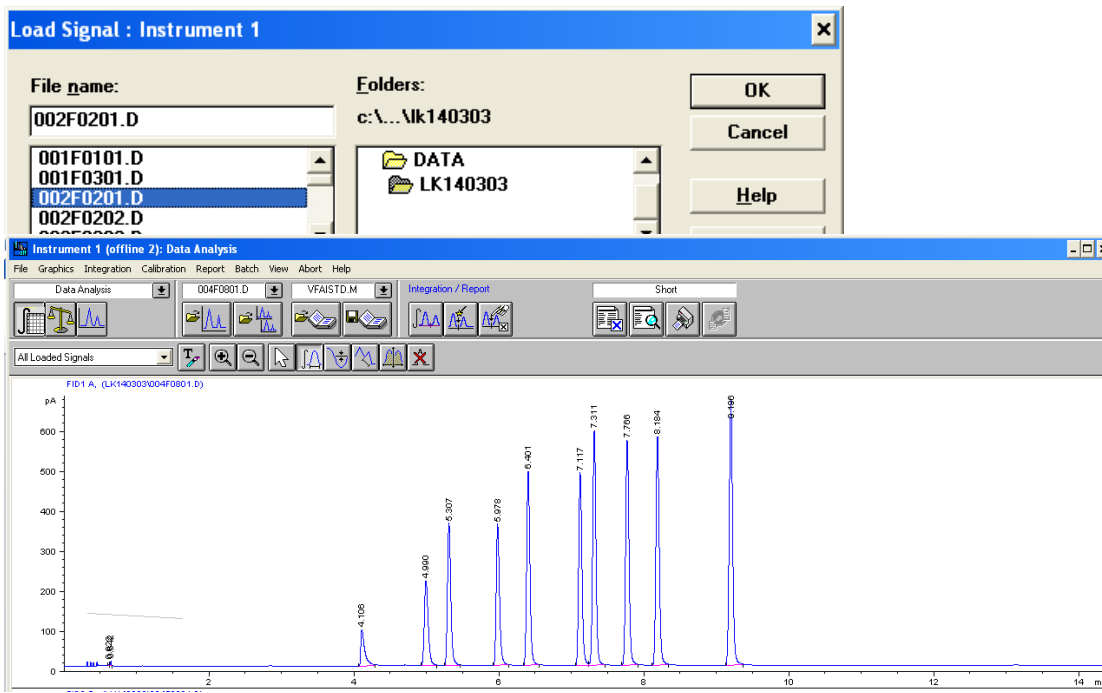 Load Signal : Instrument 1
File name:
Folders:
OK
002F0201.D
c:\...\lk140303
Cancel
001F0101.D
001F0301.D
002F0201.D
002F0202.D
DATA
LK140303
Help
Instrument 1 (offline 2): Data Analysis
File Graphics Integration Calibration Report Batch View Abort Help
Data Analysis
004F0801.D
VFAISTD.M
Integration / Report
Short
All Loaded Signals
FID1 A, (LK140303\004F0801.D)
pA
600
500
400
300
200
100
0
4.106
4.990
5.307
5.978
6.401
7.117
7.311
7.766
8.184
9.196
2
4
6
8
10
12
14